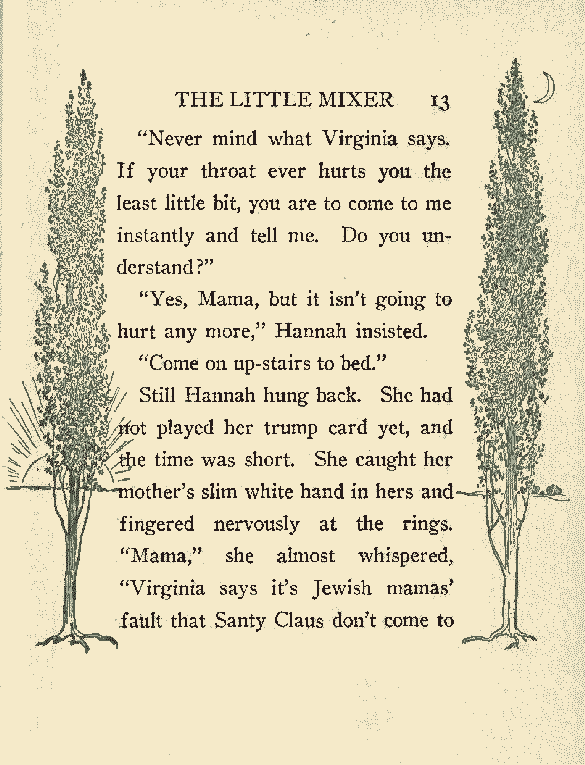 THE LITTLE MIXER 13
“Never mind what Virginia says.
If your throat ever hurts you the
least little bit, you are to come to me
instantly and tell me. Do you un-
derstand?”
“Yes, Mama, but it isn’t going to
hurt any more,” Hannah insisted.
“Come on up-stairs to bed.”
Still Hannah hung back. She had
not played her trump card yet, and
the time was short. She caught her
mother’s slim white hand in hers and
fingered nervously at the rings.
“Mama,” she almost whispered,
“Virginia says it’s Jewish mamas’
fault that Santy Claus don’t come to